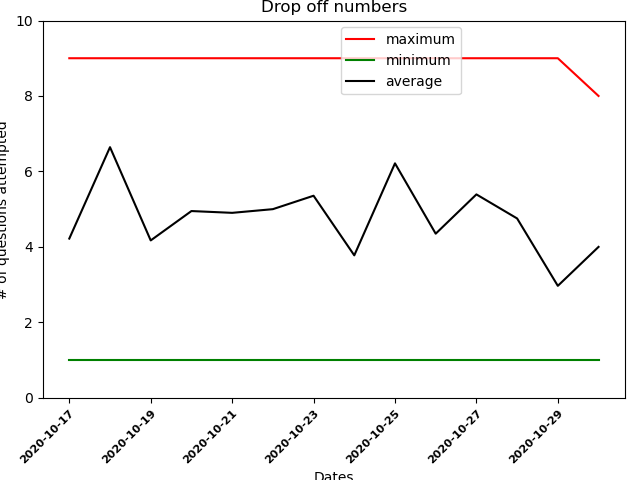 Drop off numbers
maximum
minimum
average
# of questions attempted
10
8
6
4
2
0
2020-10-17
2020-10-19
2020-10-21
2020-10-23
2020-10-25
2020-10-27
2020-10-29
Dates